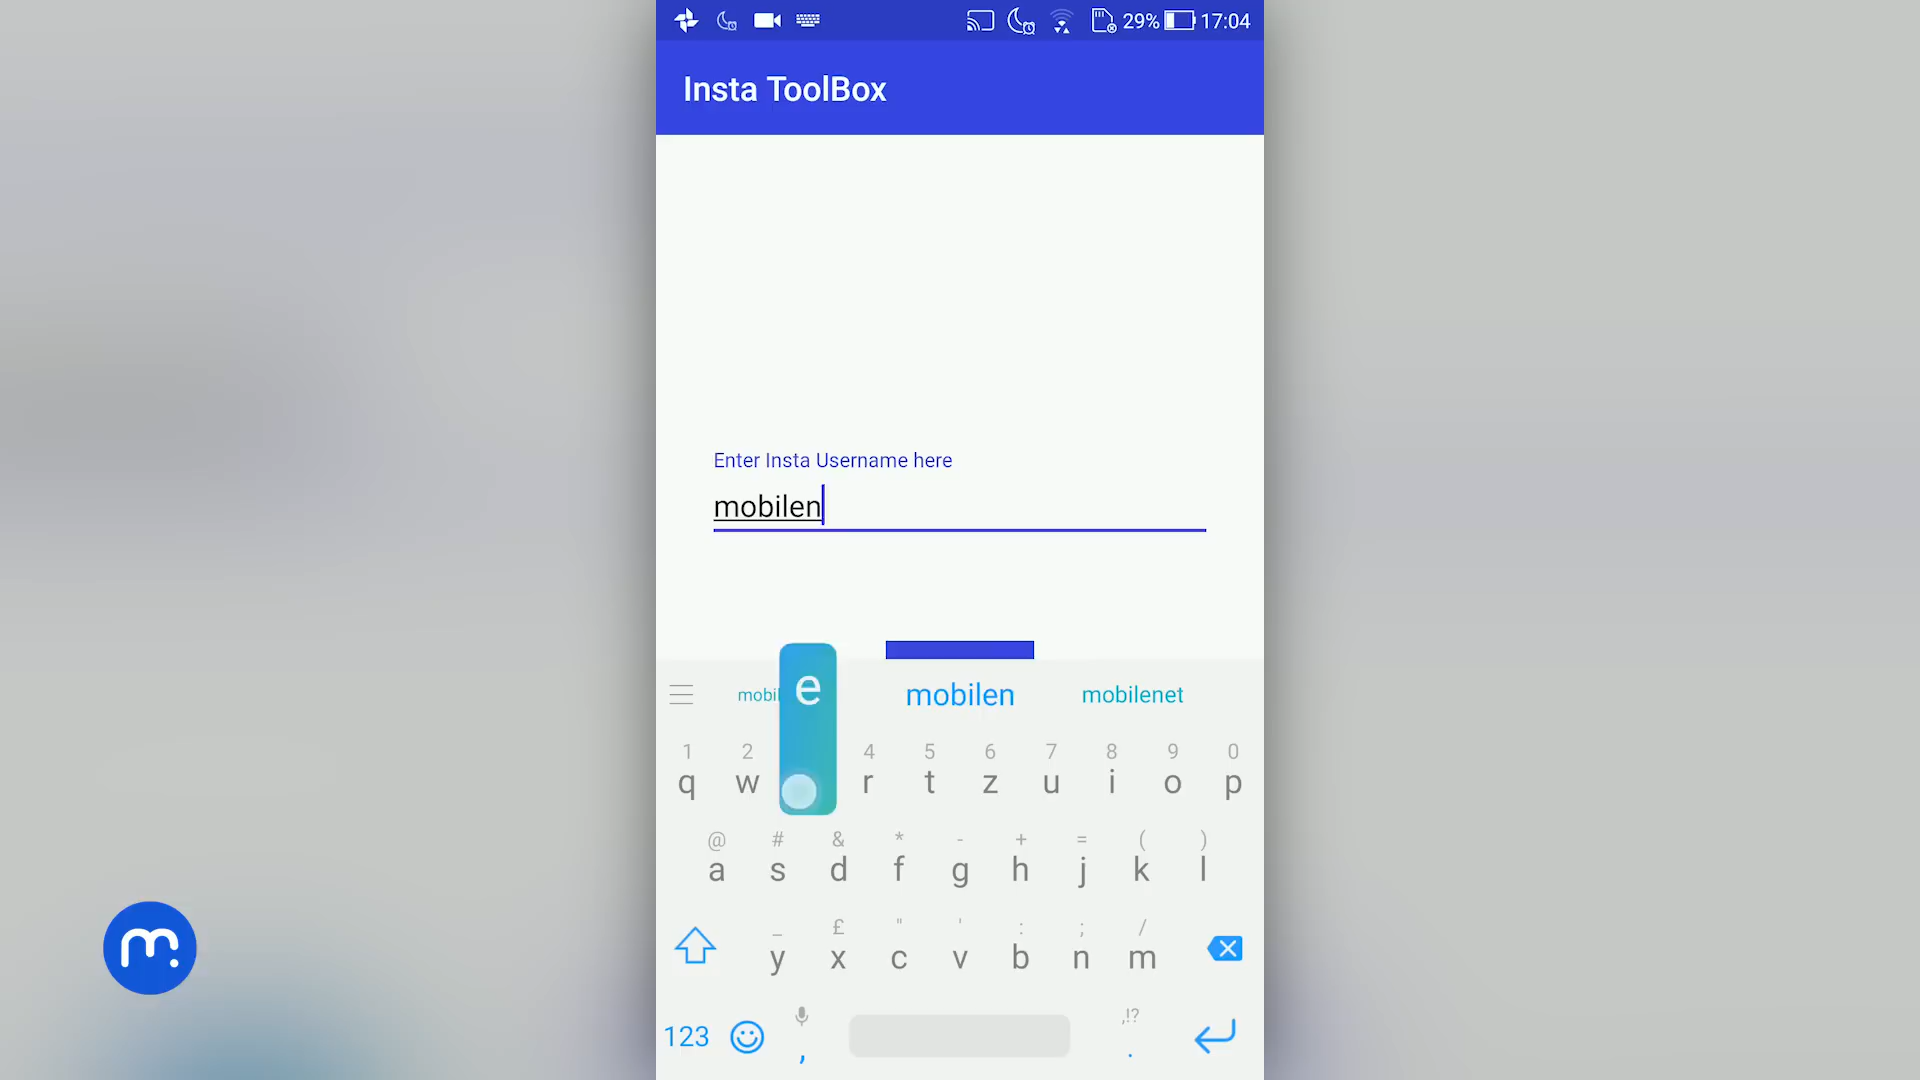 29% 17:04
Insta ToolBox
Enter Insta Username here
mobilen
e
mobilen mobilenet
1 2 4 5 6 7 8 9 0
q w r t z u i o p
@ # & * - + = ( )
a s d f g h j k l
_ £ " ' : ; /
y x c v b n m
,!?
123 , .
m.